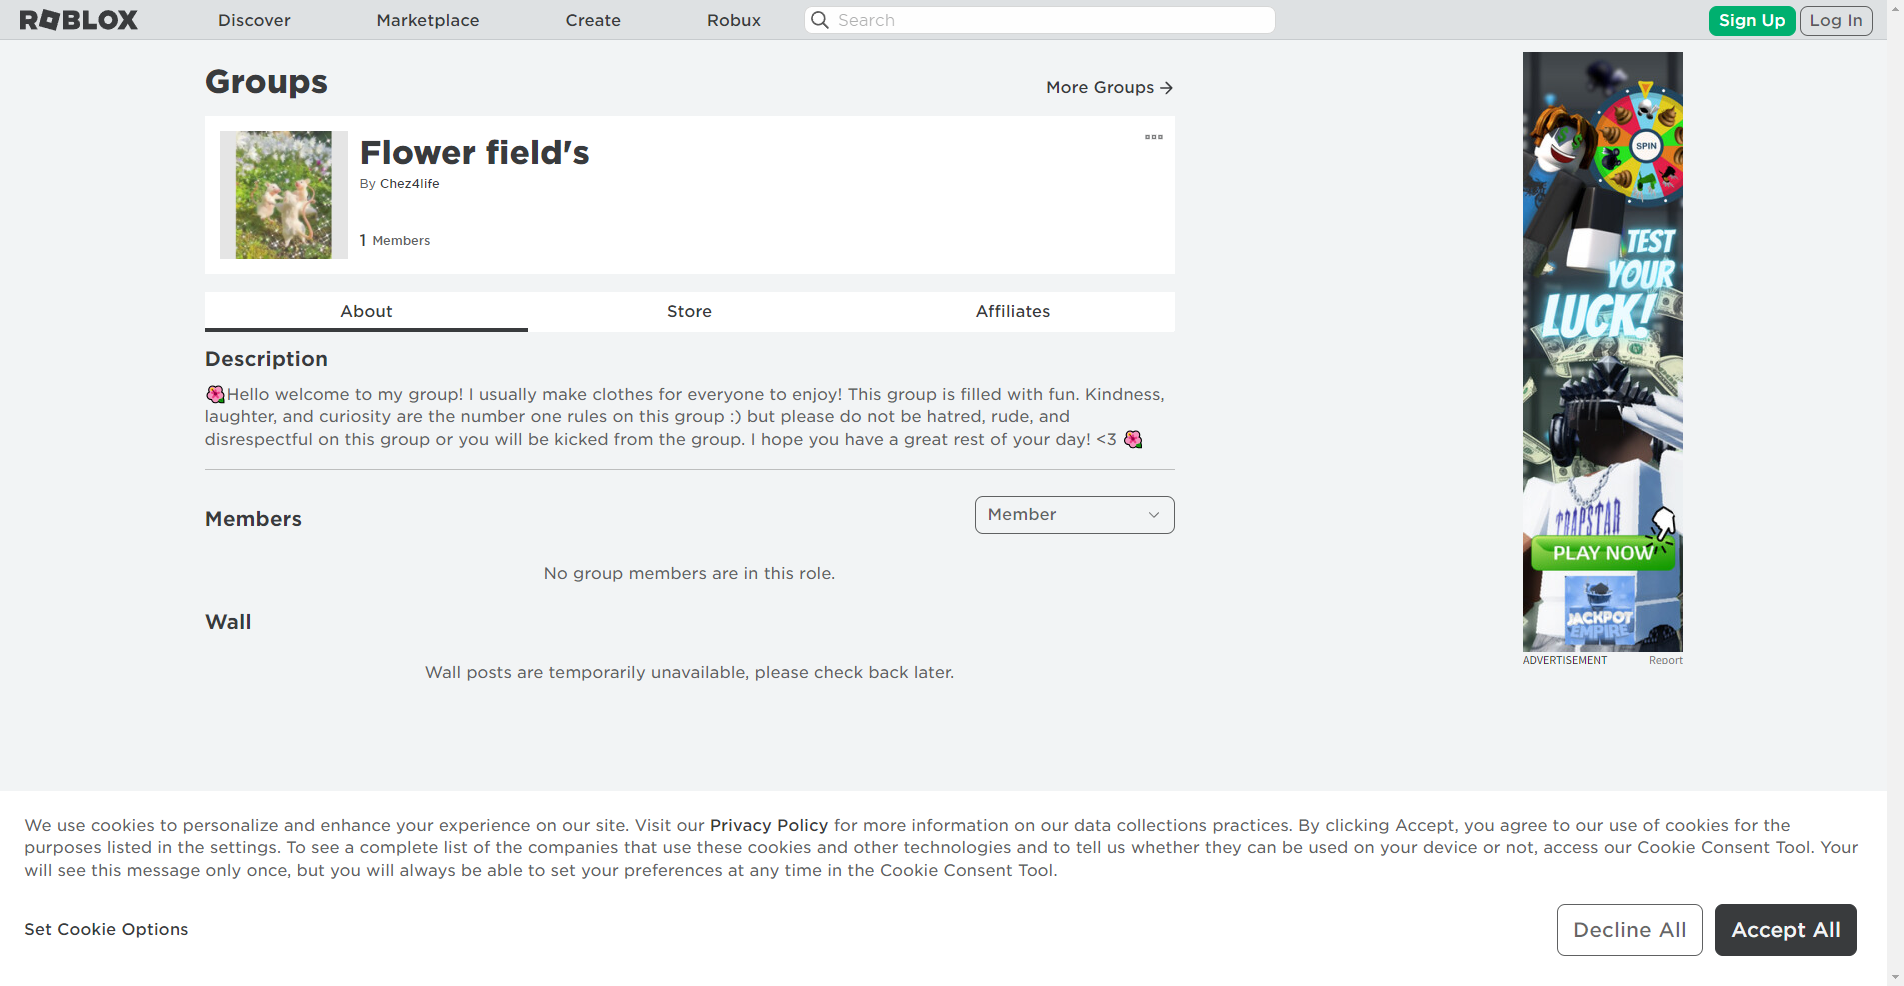 ROBLOX
Discover
Marketplace
Create
Robux
Search
Sign Up
Log In
Groups
More Groups
Flower field's
By Chez4life
1 Members
About
Store
Affiliates
Description
🌺Hello welcome to my group! I usually make clothes for everyone to enjoy! This group is filled with fun. Kindness,
laughter, and curiosity are the number one rules on this group :) but please do not be hatred, rude, and
disrespectful on this group or you will be kicked from the group. I hope you have a great rest of your day! <3 🌺
Members
Member
No group members are in this role.
Wall
Wall posts are temporarily unavailable, please check back later.
SPIN
TEST
YOUR
LUCK!
TRAPSTAR
PLAY NOW
JACKPOT
EMPIRE
ADVERTISEMENT
Report
We use cookies to personalize and enhance your experience on our site. Visit our Privacy Policy for more information on our data collections practices. By clicking Accept, you agree to our use of cookies for the
purposes listed in the settings. To see a complete list of the companies that use these cookies and other technologies and to tell us whether they can be used on your device or not, access our Cookie Consent Tool. Your
will see this message only once, but you will always be able to set your preferences at any time in the Cookie Consent Tool.
Set Cookie Options
Decline All
Accept All